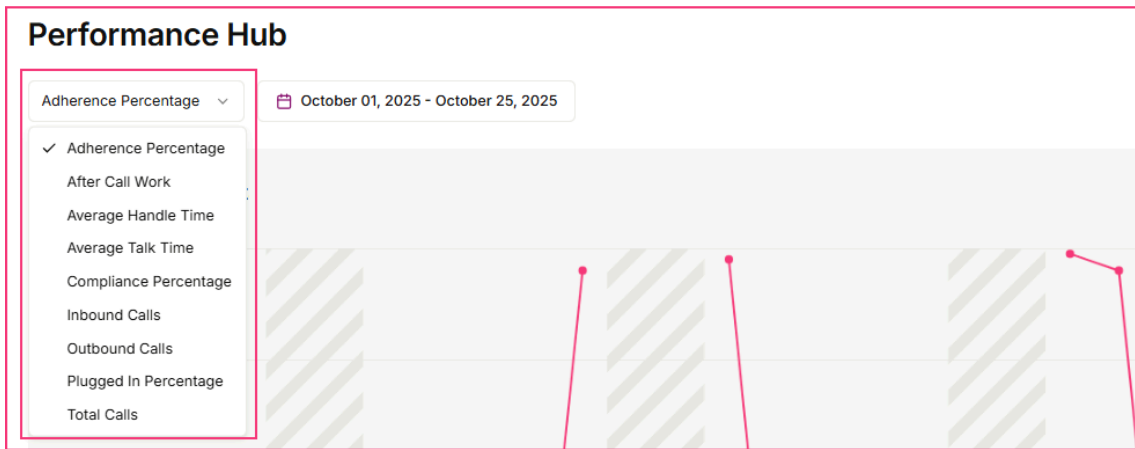 Performance Hub
Adherence Percentage
October 01, 2025 - October 25, 2025
Adherence Percentage
After Call Work
Average Handle Time
Average Talk Time
Compliance Percentage
Inbound Calls
Outbound Calls
Plugged In Percentage
Total Calls